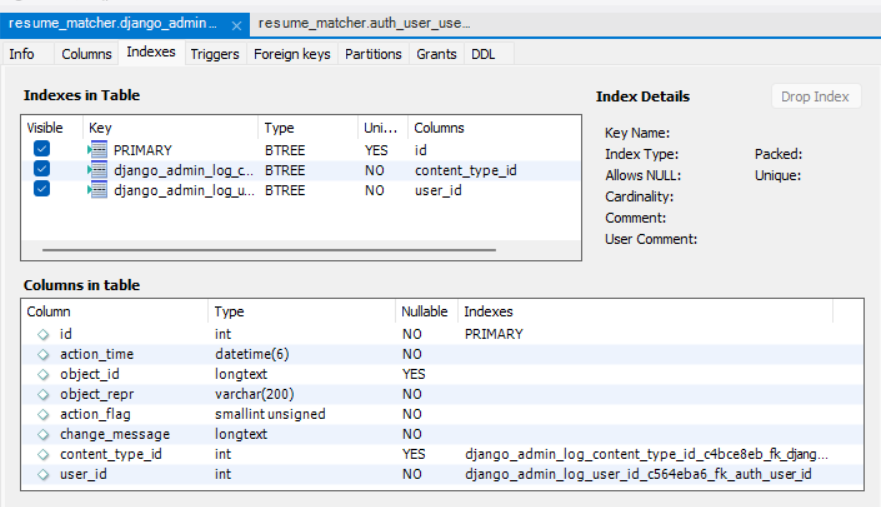 resume_matcher.django_admin... × resume_matcher.auth_user_use...
Info Columns Indexes Triggers Foreign keys Partitions Grants DDL
Indexes in Table
Visible Key Type Uni... Columns
PRIMARY BTREE YES id
django_admin_log_c... BTREE NO content_type_id
django_admin_log_u... BTREE NO user_id
Index Details Drop Index
Key Name:
Index Type: Packed:
Allows NULL: Unique:
Cardinality:
Comment:
User Comment:
Columns in table
Column Type Nullable Indexes
id int NO PRIMARY
action_time datetime(6) NO
object_id longtext YES
object_repr varchar(200) NO
action_flag smallint unsigned NO
change_message longtext NO
content_type_id int YES django_admin_log_content_type_id_c4bce8eb_fk_djang...
user_id int NO django_admin_log_user_id_c564eba6_fk_auth_user_id